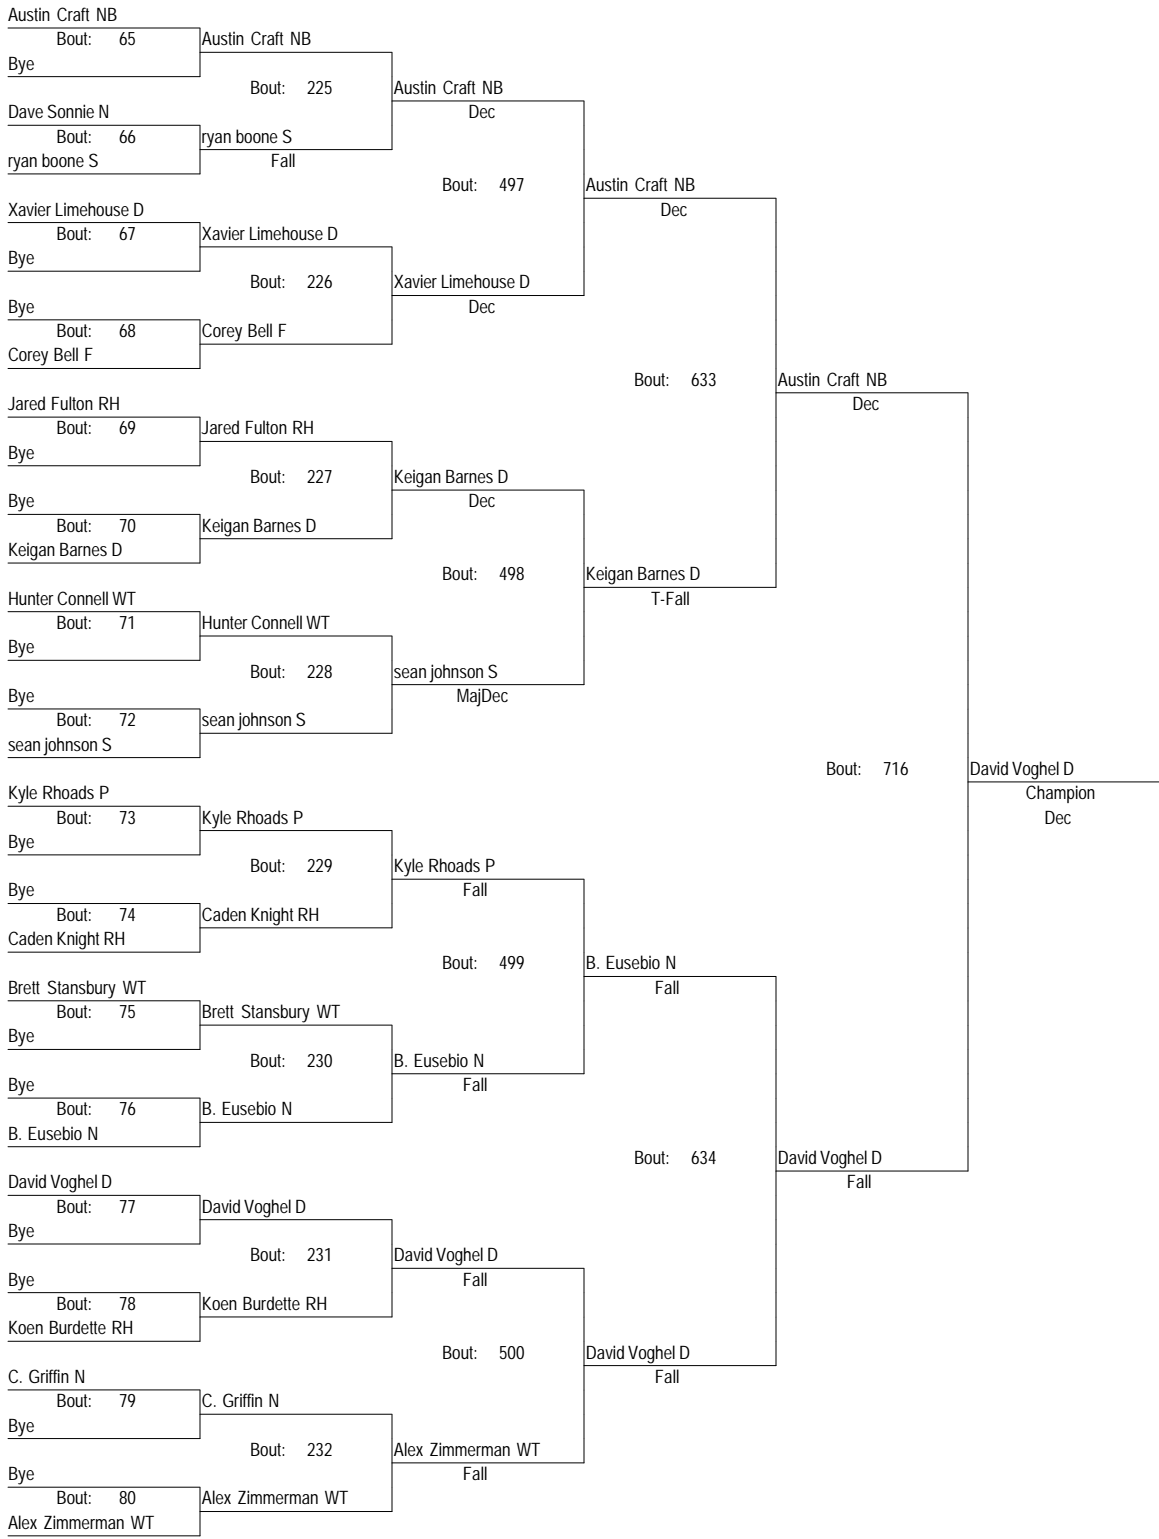 Austin Craft NB
Bout: 65
Austin Craft NB
Bye
Bout: 225
Austin Craft NB
Dave Sonnie N
Dec
Bout: 66
ryan boone S
ryan boone S
Fall
Bout: 497
Austin Craft NB
Xavier Limehouse D
Dec
Bout: 67
Xavier Limehouse D
Bye
Bout: 226
Xavier Limehouse D
Bye
Dec
Bout: 68
Corey Bell F
Corey Bell F
Bout: 633
Austin Craft NB
Jared Fulton RH
Dec
Bout: 69
Jared Fulton RH
Bye
Bout: 227
Keigan Barnes D
Bye
Dec
Bout: 70
Keigan Barnes D
Keigan Barnes D
Bout: 498
Keigan Barnes D
Hunter Connell WT
T-Fall
Bout: 71
Hunter Connell WT
Bye
Bout: 228
sean johnson S
Bye
MajDec
Bout: 72
sean johnson S
sean johnson S
Bout: 716
David Voghel D
Kyle Rhoads P
Champion
Bout: 73
Kyle Rhoads P
Dec
Bye
Bout: 229
Kyle Rhoads P
Bye
Fall
Bout: 74
Caden Knight RH
Caden Knight RH
Bout: 499
B. Eusebio N
Brett Stansbury WT
Fall
Bout: 75
Brett Stansbury WT
Bye
Bout: 230
B. Eusebio N
Bye
Fall
Bout: 76
B. Eusebio N
B. Eusebio N
Bout: 634
David Voghel D
David Voghel D
Fall
Bout: 77
David Voghel D
Bye
Bout: 231
David Voghel D
Bye
Fall
Bout: 78
Koen Burdette RH
Koen Burdette RH
Bout: 500
David Voghel D
C. Griffin N
Fall
Bout: 79
C. Griffin N
Bye
Bout: 232
Alex Zimmerman WT
Bye
Fall
Bout: 80
Alex Zimmerman WT
Alex Zimmerman WT